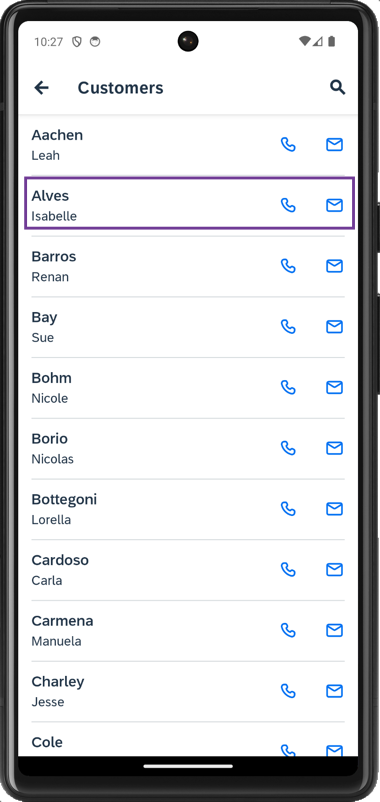 10:27
Customers
Aachen
Leah
Alves
Isabelle
Barros
Renan
Bay
Sue
Bohm
Nicole
Borio
Nicolas
Bottegoni
Lorella
Cardoso
Carla
Carmena
Manuela
Charley
Jesse
Cole